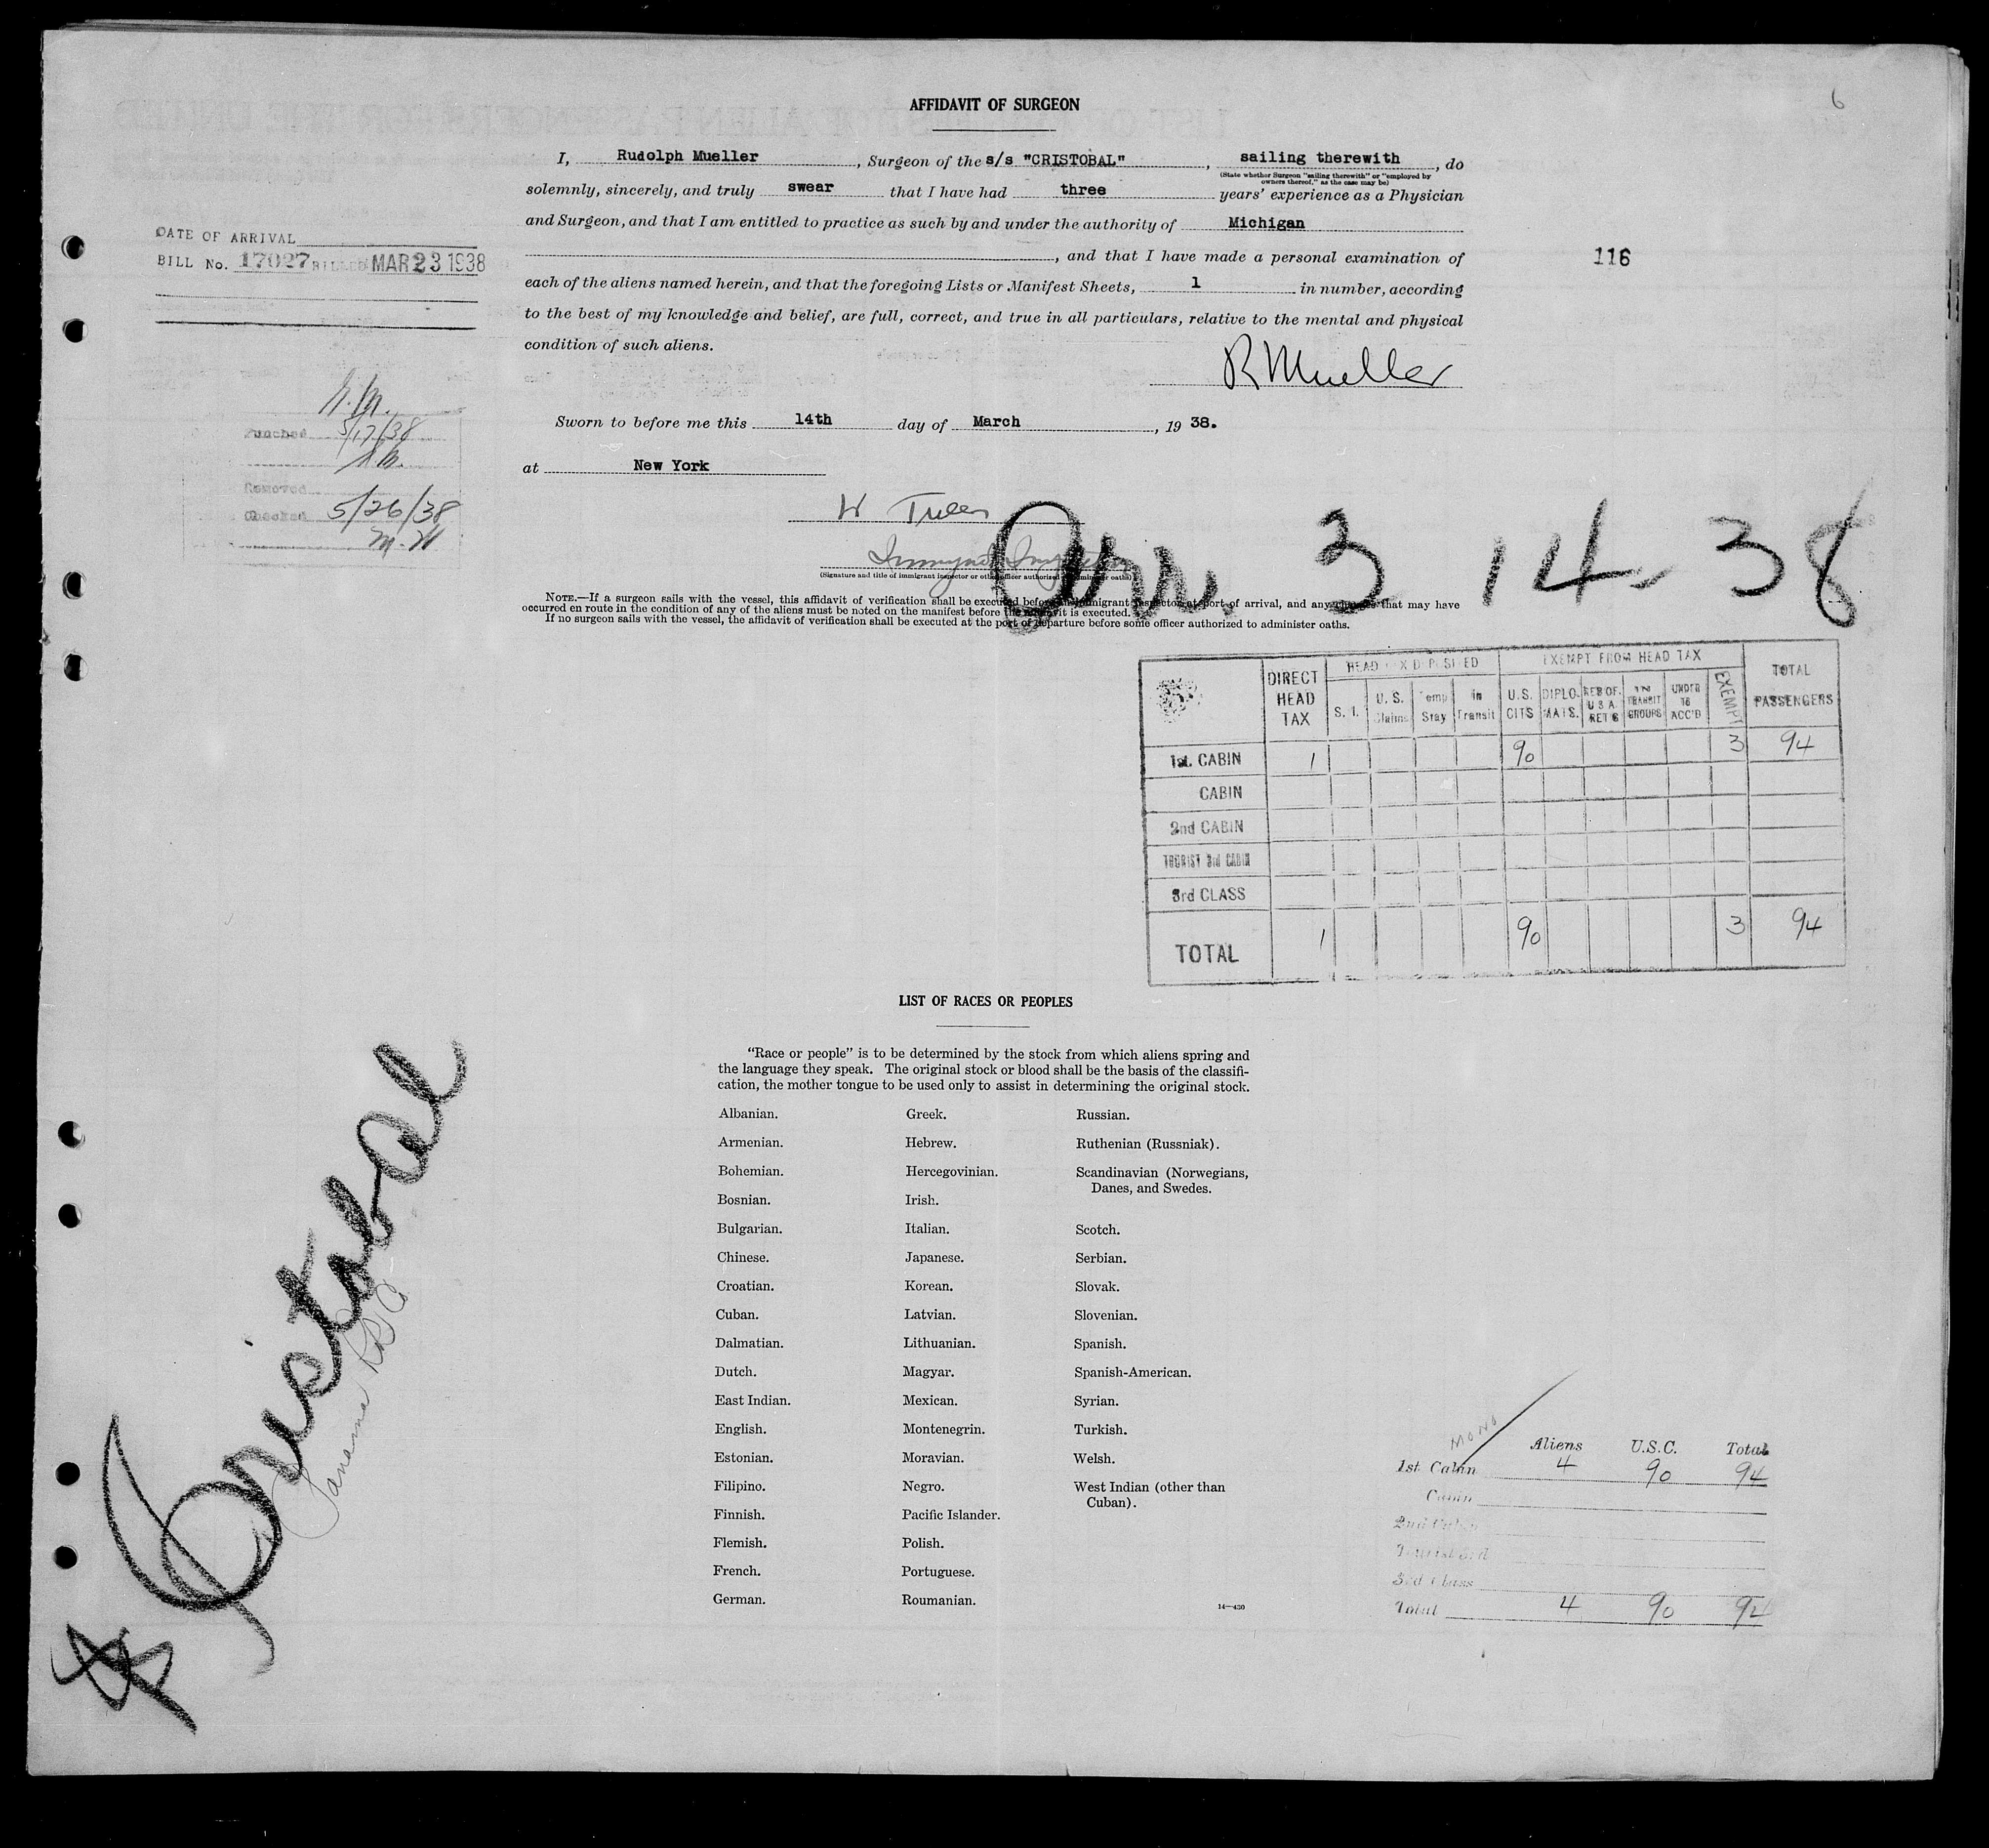 6
AFFIDAVIT OF SURGEON
I, Rudolph Mueller, Surgeon of the s/s "CRISTOBAL", sailing therewith, do
(State whether Surgeon "sailing therewith" or "employed by
owners thereof," as the case may be)
solemnly, sincerely, and truly swear that I have had three years' experience as a Physician
and Surgeon, and that I am entitled to practice as such by and under the authority of Michigan
, and that I have made a personal examination of
each of the aliens named herein, and that the foregoing Lists or Manifest Sheets, 1 in number, according
to the best of my knowledge and belief, are full, correct, and true in all particulars, relative to the mental and physical
condition of such aliens.
R Mueller
DATE OF ARRIVAL
BILL No. 17027 BILLED MAR 23 1938
116
Sworn to before me this 14th day of March, 19 38.
at New York
Punched 5/17/38
Removed
Checked 5/26/38
M.W
Arr. 3 14-38
(Signature and title of immigrant inspector or other officer authorized to administer oaths)
NOTE.—If a surgeon sails with the vessel, this affidavit of verification shall be executed before an immigrant inspector at port of arrival, and any changes that may have
occurred en route in the condition of any of the aliens must be noted on the manifest before the affidavit is executed.
If no surgeon sails with the vessel, the affidavit of verification shall be executed at the port of departure before some officer authorized to administer oaths.
DIRECT HEAD TAX HEAD TAX DEPOSITED EXEMPT FROM HEAD TAX TOTAL PASSENGERS
S. I. U. S. Claims Temp Stay In Transit U.S. CITS DIPLO. MATS. RES OF. U S A RET'G IN TRANSIT GROUPS UNDER 16 ACC'D EXEMPT
1st. CABIN 1 90 3 94
CABIN
2nd CABIN
TOURIST 3rd CABIN
3rd CLASS
TOTAL 1 90 3 94
LIST OF RACES OR PEOPLES
"Race or people" is to be determined by the stock from which aliens spring and
the language they speak. The original stock or blood shall be the basis of the classifi-
cation, the mother tongue to be used only to assist in determining the original stock.
Albanian.
Armenian.
Bohemian.
Bosnian.
Bulgarian.
Chinese.
Croatian.
Cuban.
Dalmatian.
Dutch.
East Indian.
English.
Estonian.
Filipino.
Finnish.
Flemish.
French.
German.
Greek.
Hebrew.
Hercegovinian.
Irish.
Italian.
Japanese.
Korean.
Latvian.
Lithuanian.
Magyar.
Mexican.
Montenegrin.
Moravian.
Negro.
Pacific Islander.
Polish.
Portuguese.
Roumanian.
Russian.
Ruthenian (Russniak).
Scandinavian (Norwegians,
Danes, and Swedes.
Scotch.
Serbian.
Slovak.
Slovenian.
Spanish.
Spanish-American.
Syrian.
Turkish.
Welsh.
West Indian (other than
Cuban).
14—430
Cristobal
Panama RR Co
MONO
Aliens U.S.C. Total
1st Cabin 4 90 94
Cabin
2nd Cabin
Tourist 3rd
3rd Class
Total 4 90 94